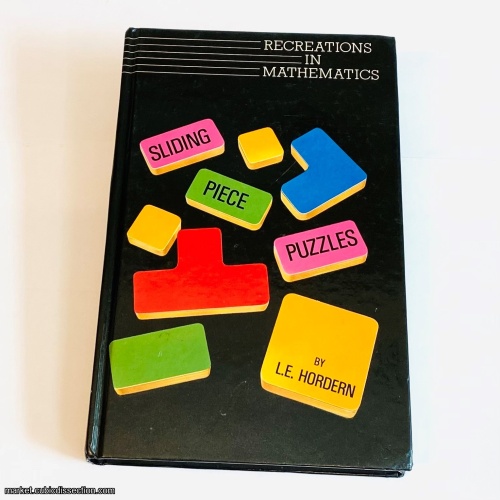 RECREATIONS
IN
MATHEMATICS
SLIDING
PIECE
PUZZLES
BY
L.E. HORDERN
market.cubicdissection.com